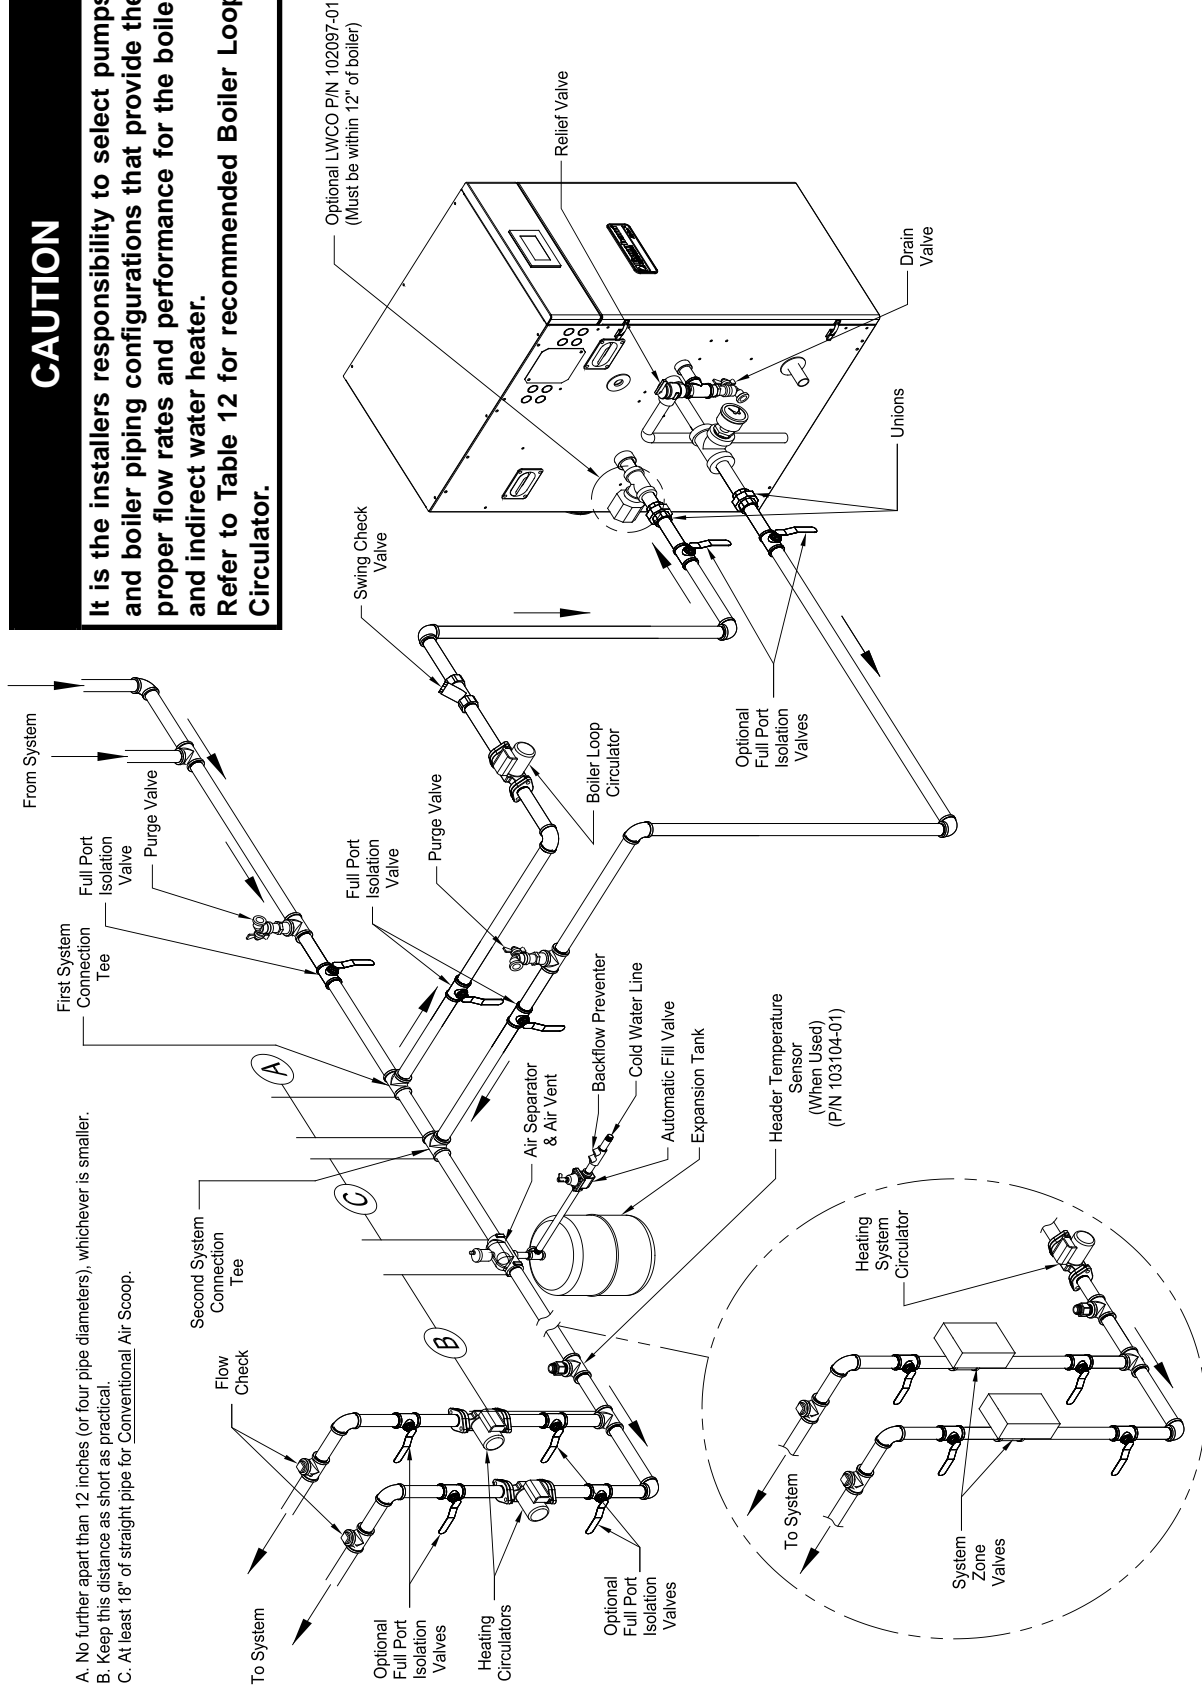 CAUTION
It is the installers responsibility to select pumps
and boiler piping configurations that provide the
proper flow rates and performance for the boile
and indirect water heater.
Refer to Table 12 for recommended Boiler Loop
Circulator.
A. No further apart than 12 inches (or four pipe diameters), whichever is smaller.
B. Keep this distance as short as practical.
C. At least 18" of straight pipe for Conventional Air Scoop.
From System
Purge Valve
Full Port
Isolation
Valve
First System
Connection
Tee
A
Second System
Connection
Tee
C
Flow
Check
B
To System
Optional
Full Port
Isolation
Valves
Heating
Circulators
Optional
Full Port
Isolation
Valves
Optional LWCO P/N 102097-01
(Must be within 12" of boiler)
Relief Valve
Drain
Valve
Unions
Swing Check
Valve
Boiler Loop
Circulator
Optional
Full Port
Isolation
Valves
Full Port
Isolation
Valve
Purge Valve
Air Separator
& Air Vent
Backflow Preventer
Cold Water Line
Automatic Fill Valve
Expansion Tank
Header Temperature
Sensor
(When Used)
(P/N 103104-01)
Heating
System
Circulator
To System
System
Zone
Valves